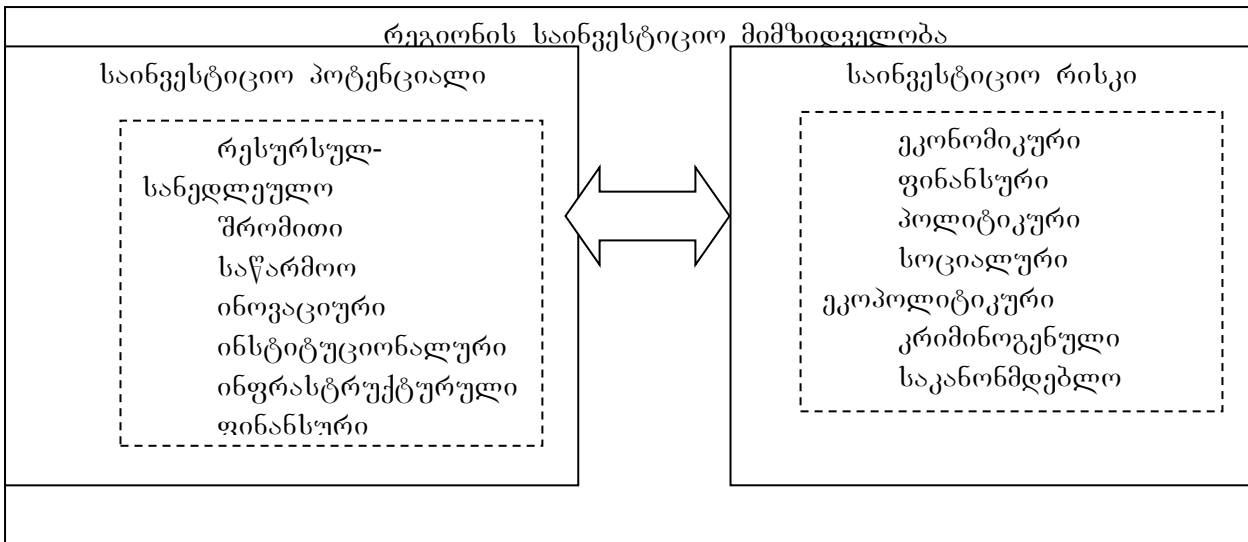 რეგიონის საინვესტიციო მიმზიდველობა
საინვესტიციო პოტენციალი
რესურსულ-
სანედლეულო
შრომითი
საწარმოო
ინოვაციური
ინსტიტუციონალური
ინფრასტრუქტურული
ფინანსური
საინვესტიციო რისკი
ეკონომიკური
ფინანსური
პოლიტიკური
სოციალური
ეკოპოლიტიკური
კრიმინოგენული
საკანონმდებლო